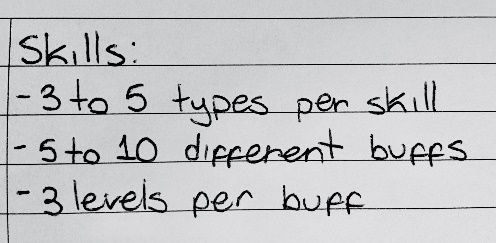 Skills:
- 3 to 5 types per skill
- 5 to 10 different buffs
- 3 levels per buff